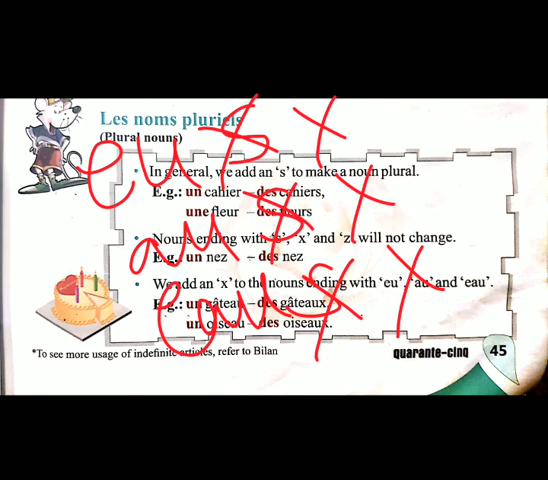 Les noms pluriels
(Plural nouns)
• In general, we add an 's' to make a noun plural.
E.g.: un cahier – des cahiers,
une fleur – des fleurs
• Nouns ending with 's', 'x' and 'z' will not change.
E.g.: un nez – des nez
• We add an 'x' to the nouns ending with 'eu', 'au' and 'eau'.
E.g.: un gâteau – des gâteaux,
un oiseau – des oiseaux.
*To see more usage of indefinite articles, refer to Bilan
quarante-cinq 45
eu s x
au s x
eau s x